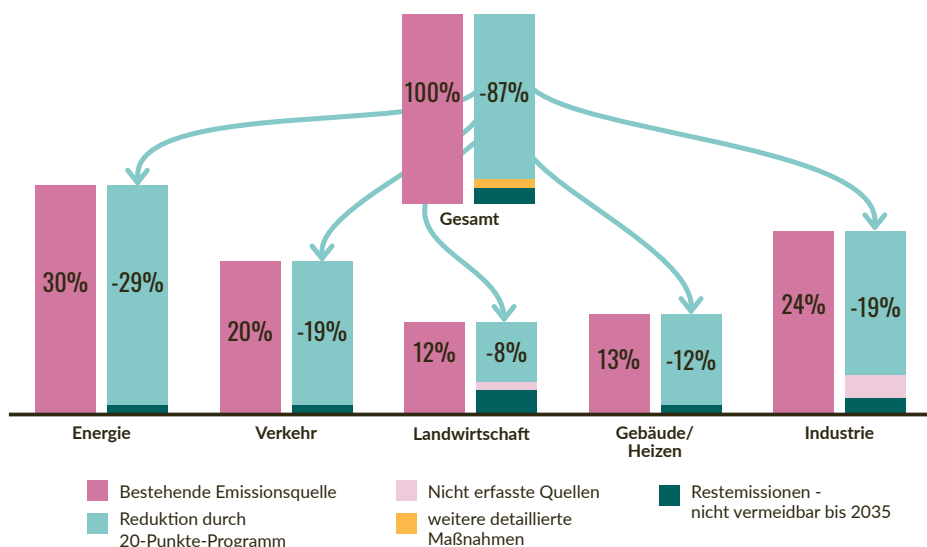 100%
-87%
Gesamt
30%
-29%
20%
-19%
12%
-8%
13%
-12%
24%
-19%
Energie
Verkehr
Landwirtschaft
Gebäude/
Heizen
Industrie
Bestehende Emissionsquelle
Reduktion durch
20-Punkte-Programm
Nicht erfasste Quellen
weitere detaillierte
Maßnahmen
Restemissionen -
nicht vermeidbar bis 2035